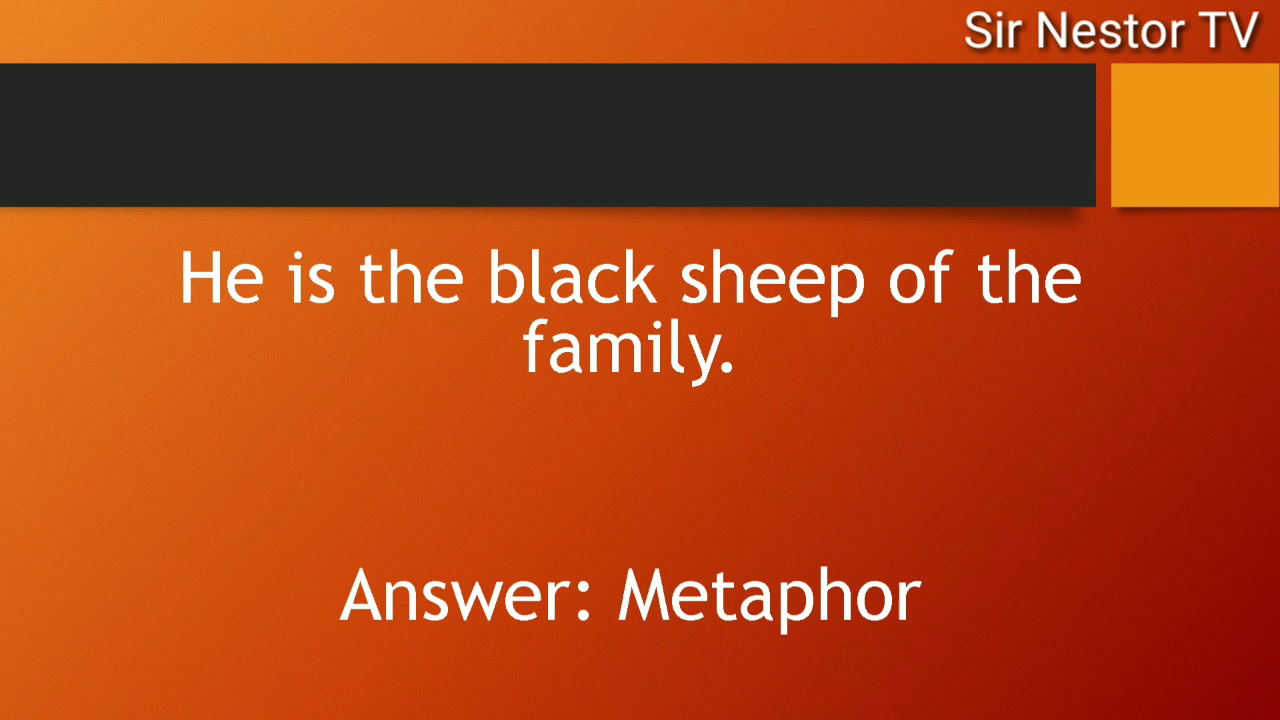 Sir Nestor TV
He is the black sheep of the
family.
Answer: Metaphor